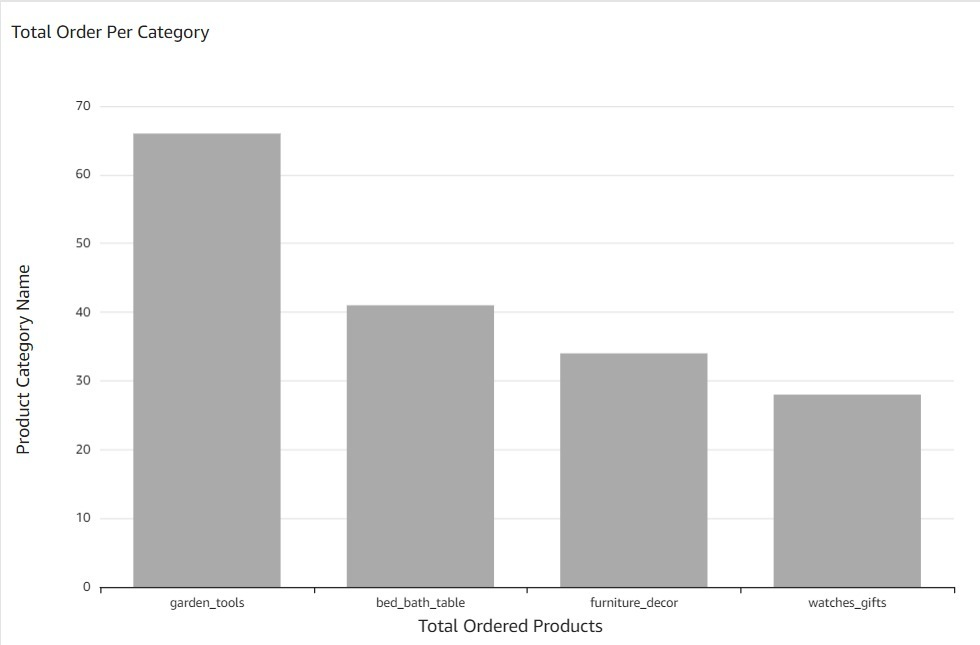 Total Order Per Category
70
60
50
40
30
20
10
0
Product Category Name
garden_tools bed_bath_table furniture_decor watches_gifts
Total Ordered Products